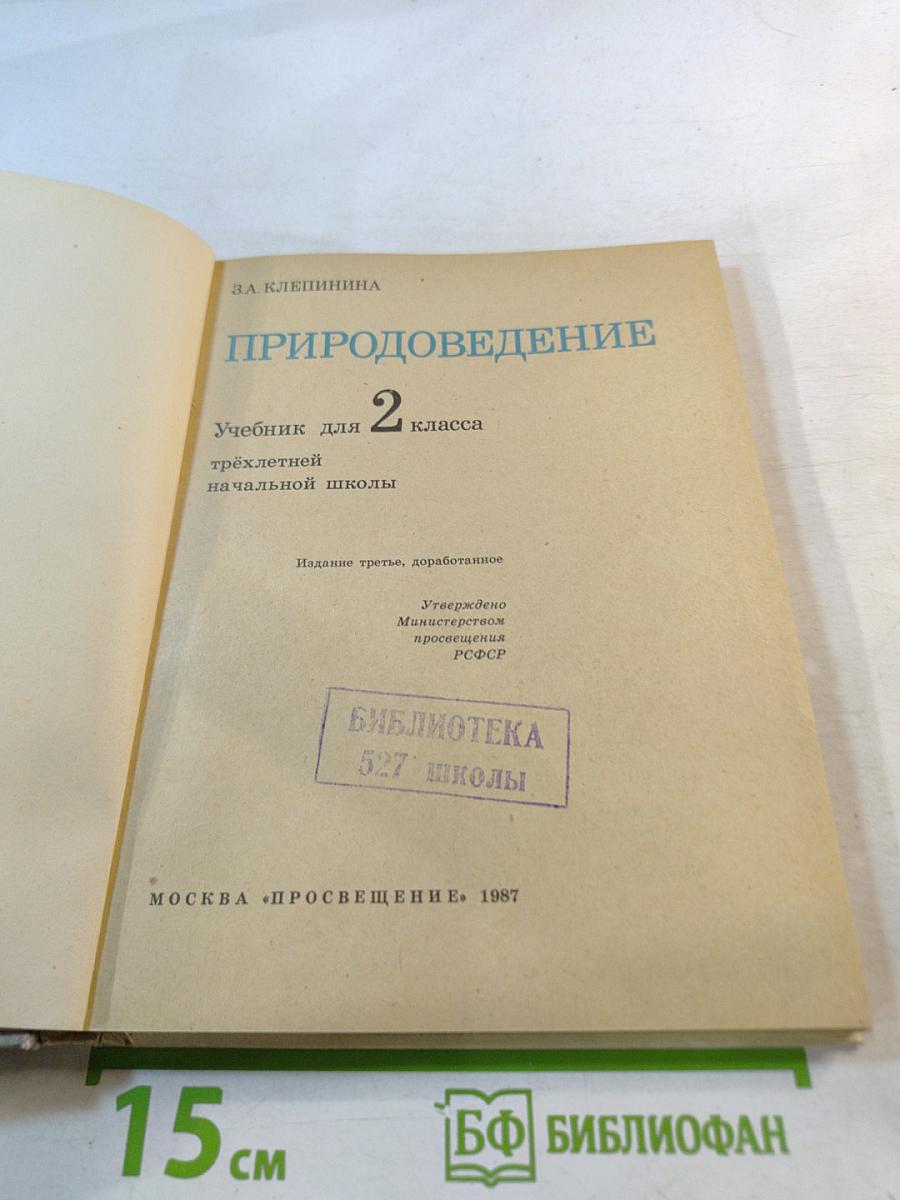 З.А. КЛЕПИНИНА
ПРИРОДОВЕДЕНИЕ
Учебник для 2 класса
трёхлетней
начальной школы
Издание третье, доработанное
Утверждено
Министерством
просвещения
РСФСР
БИБЛИОТЕКА
527 школы
МОСКВА «ПРОСВЕЩЕНИЕ» 1987
15 см
БФ БИБЛИОФАН